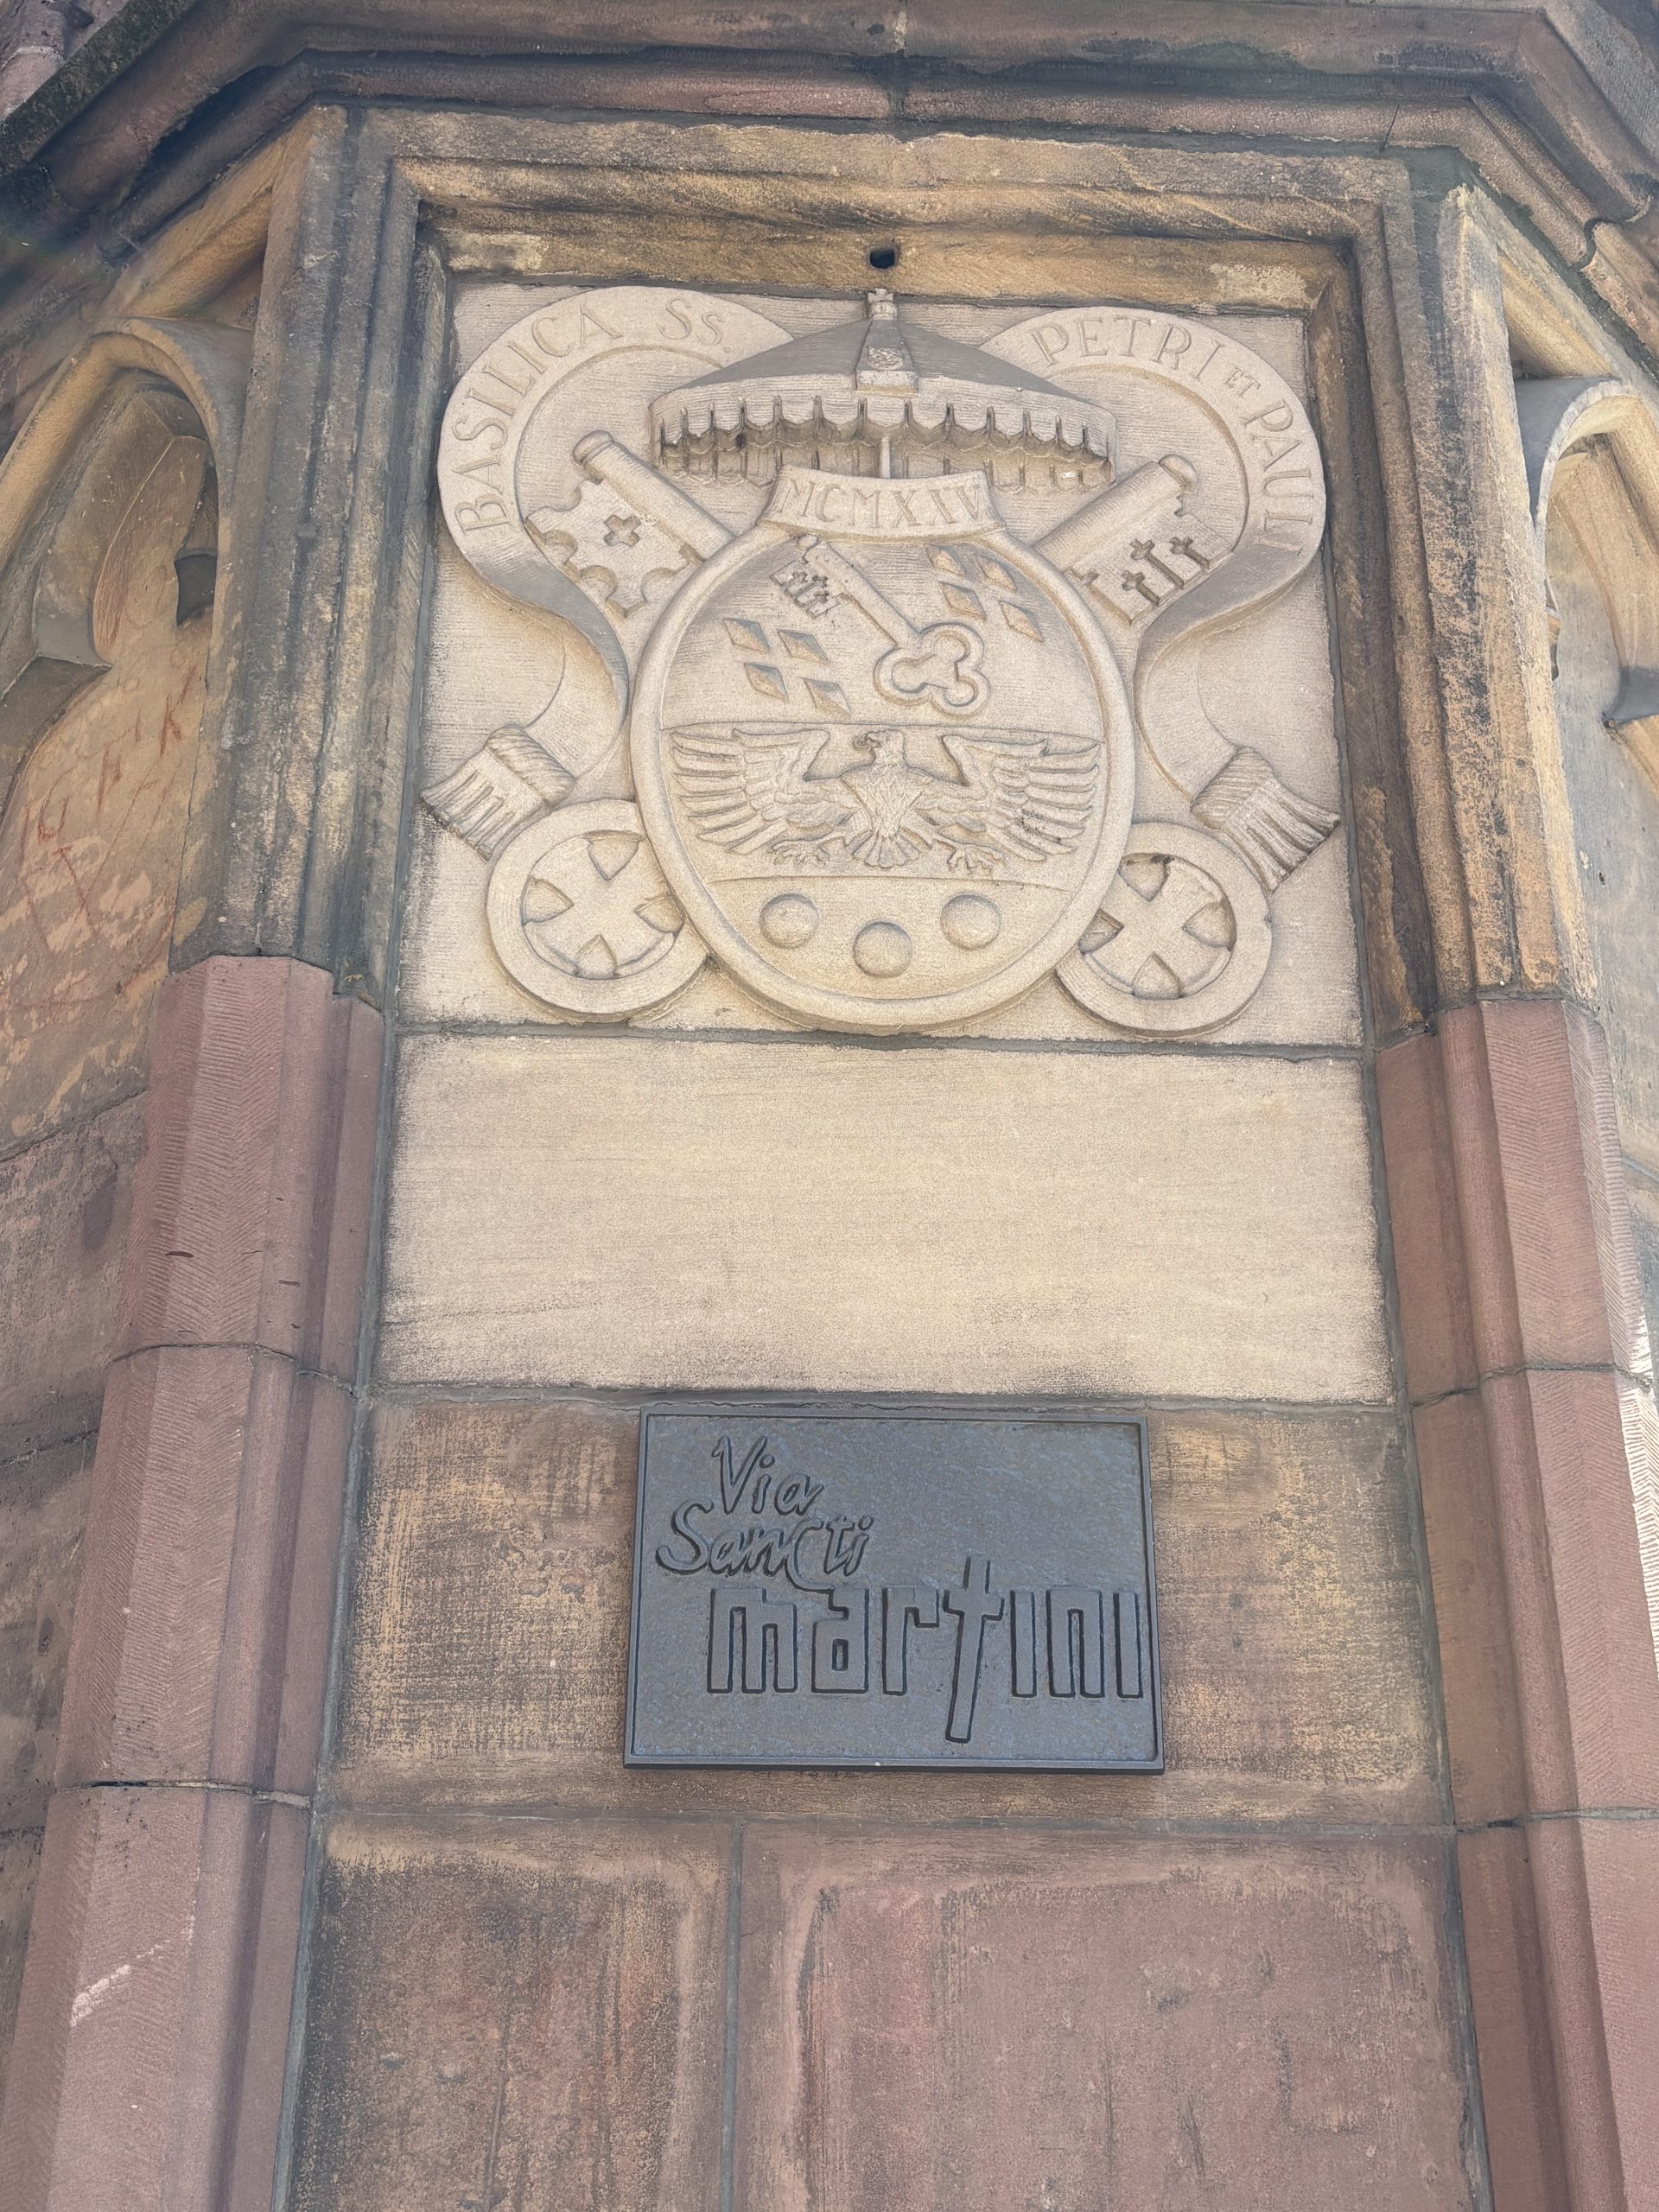 BASILICA Ss. PETRI ET PAULI
MCMXXV
Via
Sancti
martini